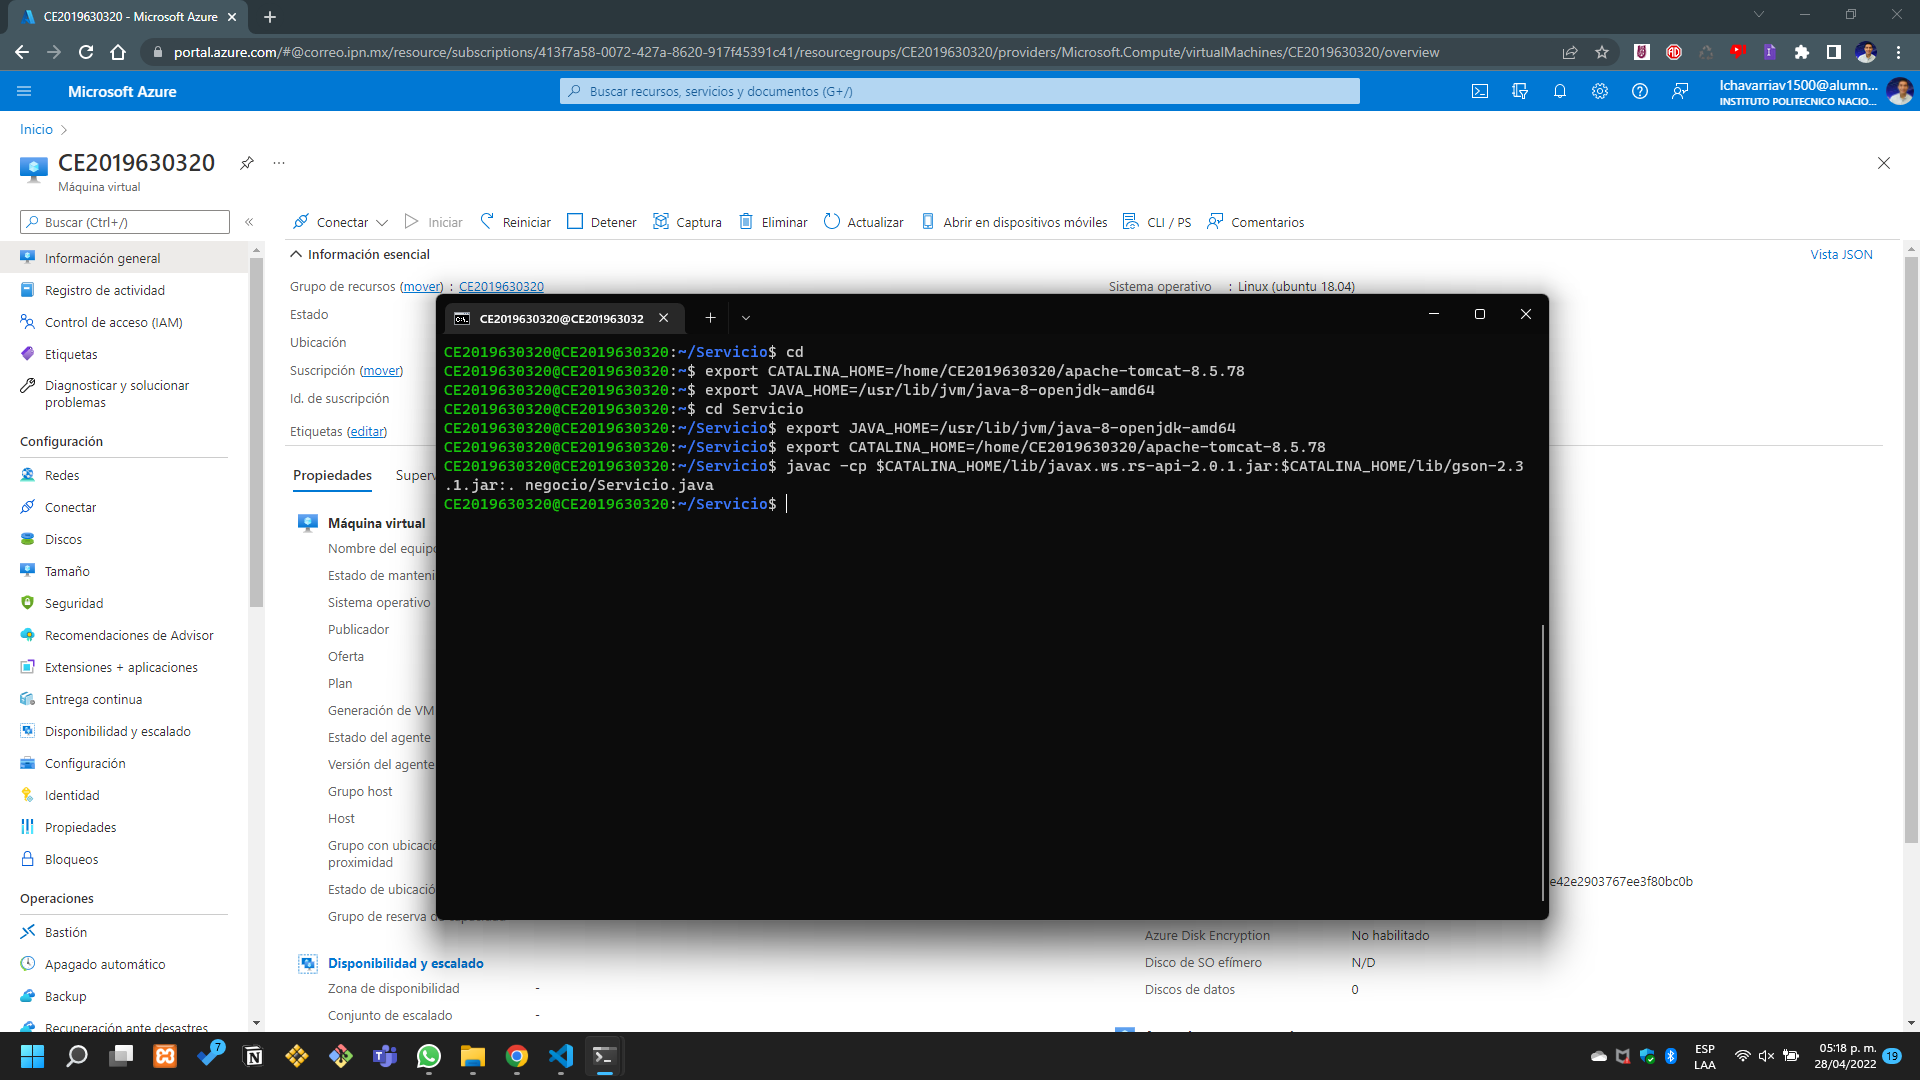 CE2019630320 - Microsoft Azure
portal.azure.com/#@correo.ipn.mx/resource/subscriptions/413f7a58-0072-427a-8620-917f45391c41/resourcegroups/CE2019630320/providers/Microsoft.Compute/virtualMachines/CE2019630320/overview
Microsoft Azure
Buscar recursos, servicios y documentos (G+/)
lchavarriav1500@alumn...
INSTITUTO POLITECNICO NACIO...
Inicio
CE2019630320
Máquina virtual
Buscar (Ctrl+/)
Conectar
Iniciar
Reiniciar
Detener
Captura
Eliminar
Actualizar
Abrir en dispositivos móviles
CLI / PS
Comentarios
Información general
Registro de actividad
Control de acceso (IAM)
Etiquetas
Diagnosticar y solucionar
problemas
Configuración
Redes
Conectar
Discos
Tamaño
Seguridad
Recomendaciones de Advisor
Extensiones + aplicaciones
Entrega continua
Disponibilidad y escalado
Configuración
Identidad
Propiedades
Bloqueos
Operaciones
Bastión
Apagado automático
Backup
Recuperación ante desastres
Información esencial
Vista JSON
Grupo de recursos (mover) : CE2019630320
Sistema operativo : Linux (ubuntu 18.04)
Estado
Ubicación
Suscripción (mover)
Id. de suscripción
Etiquetas (editar)
Propiedades
Superv
Máquina virtual
Nombre del equipo
Estado de manteni
Sistema operativo
Publicador
Oferta
Plan
Generación de VM
Estado del agente
Versión del agente
Grupo host
Host
Grupo con ubicació
proximidad
Estado de ubicació
Grupo de reserva de
Disponibilidad y escalado
Zona de disponibilidad -
Conjunto de escalado -
CE2019630320@CE201963032
CE2019630320@CE2019630320:~/Servicio$ cd
CE2019630320@CE2019630320:~$ export CATALINA_HOME=/home/CE2019630320/apache-tomcat-8.5.78
CE2019630320@CE2019630320:~$ export JAVA_HOME=/usr/lib/jvm/java-8-openjdk-amd64
CE2019630320@CE2019630320:~$ cd Servicio
CE2019630320@CE2019630320:~/Servicio$ export JAVA_HOME=/usr/lib/jvm/java-8-openjdk-amd64
CE2019630320@CE2019630320:~/Servicio$ export CATALINA_HOME=/home/CE2019630320/apache-tomcat-8.5.78
CE2019630320@CE2019630320:~/Servicio$ javac -cp $CATALINA_HOME/lib/javax.ws.rs-api-2.0.1.jar:$CATALINA_HOME/lib/gson-2.3
.1.jar:. negocio/Servicio.java
CE2019630320@CE2019630320:~/Servicio$
e42e2903767ee3f80bc0b
Azure Disk Encryption No habilitado
Disco de SO efímero N/D
Discos de datos 0
7
ESP
LAA
05:18 p. m.
28/04/2022
19